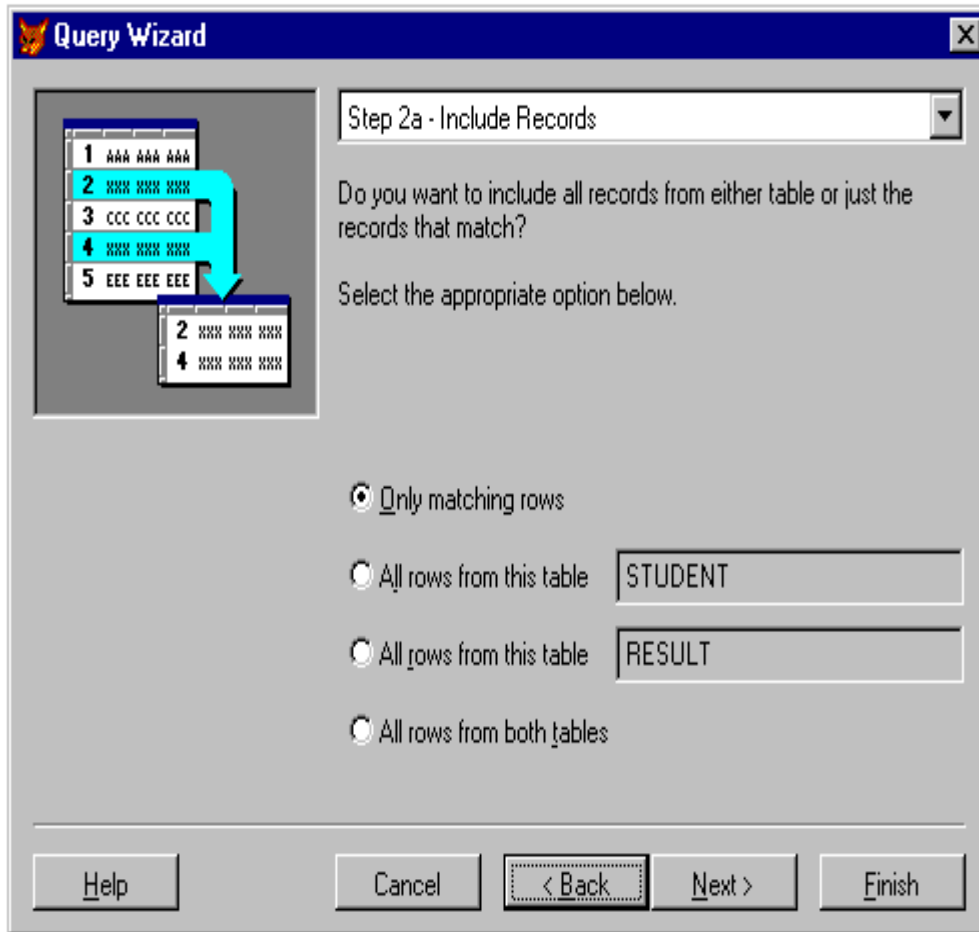 Query Wizard
Step 2a - Include Records
1 AAA AAA AAA
2 XXX XXX XXX
3 CCC CCC CCC
4 XXX XXX XXX
5 EEE EEE EEE
2 XXX XXX XXX
4 XXX XXX XXX
Do you want to include all records from either table or just the
records that match?
Select the appropriate option below.
Only matching rows
All rows from this table STUDENT
All rows from this table RESULT
All rows from both tables
Help Cancel < Back Next > Finish